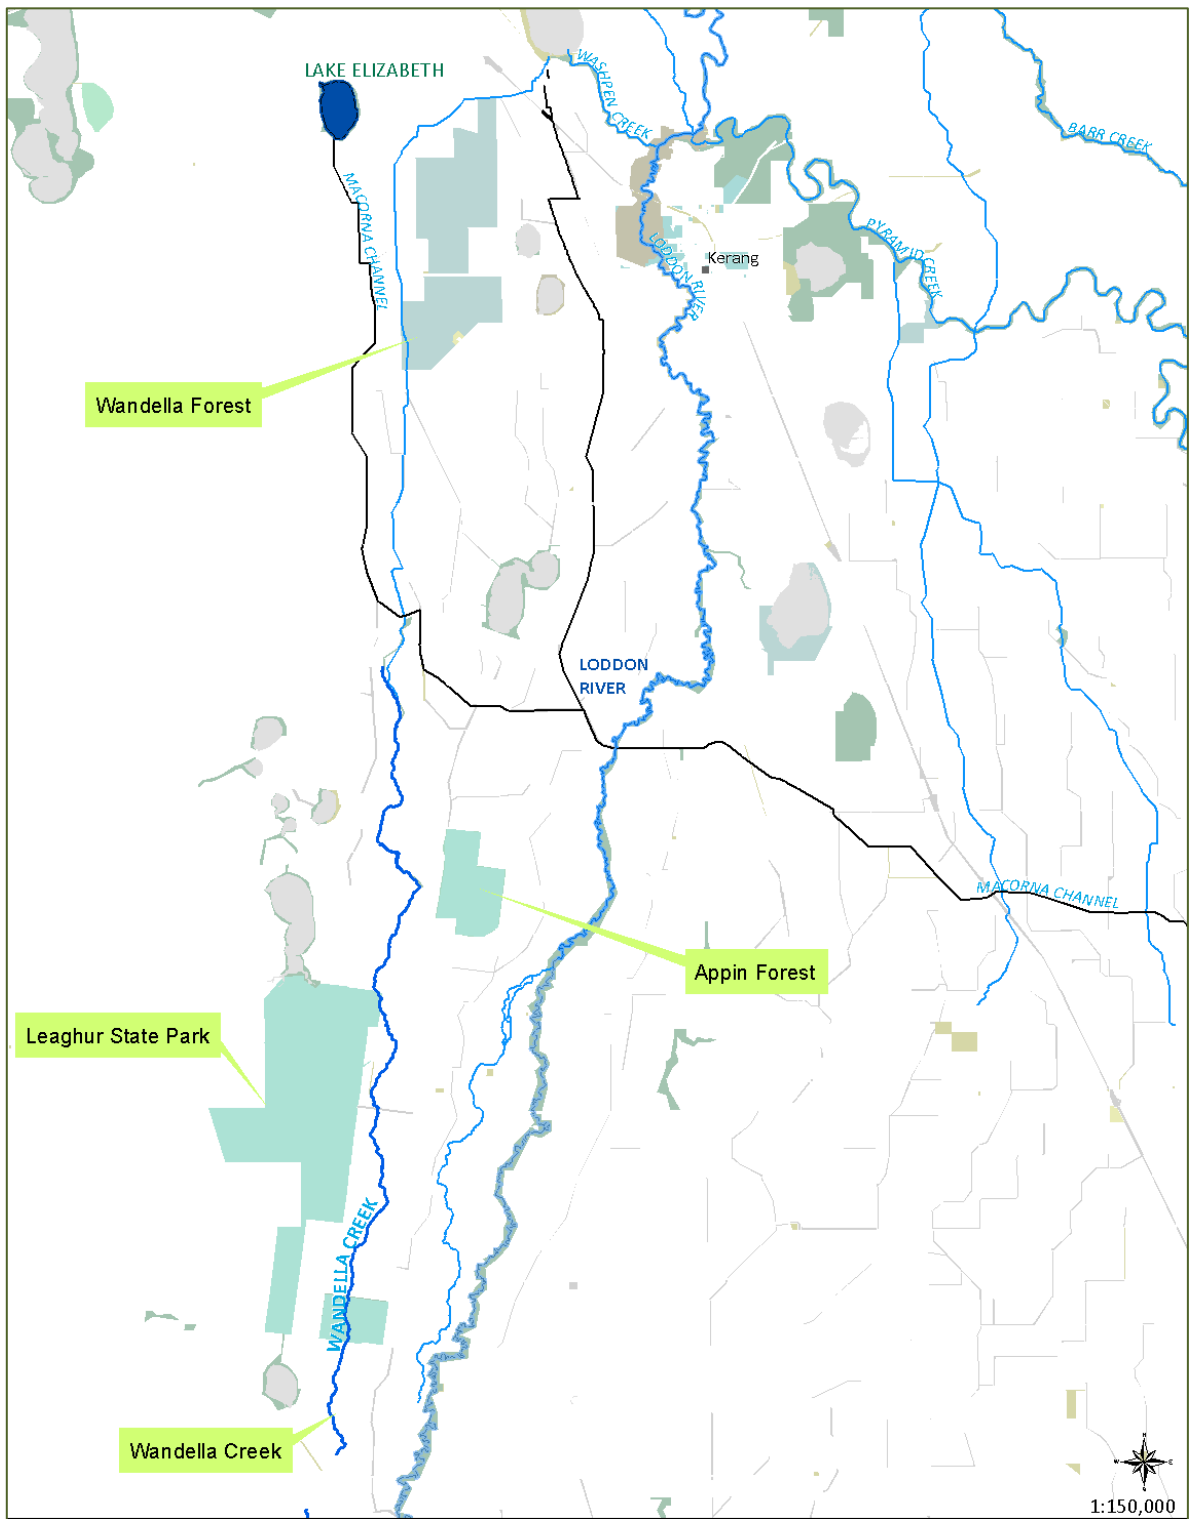 LAKE ELIZABETH
WASHPEN CREEK
BARR CREEK
MACORNA CHANNEL
PYRAMID CREEK
LODDON RIVER
Kerang
Wandella Forest
LODDON
RIVER
MACORNA CHANNEL
Appin Forest
Leaghur State Park
WANDELLA CREEK
Wandella Creek
N
W
E
S
1:150,000